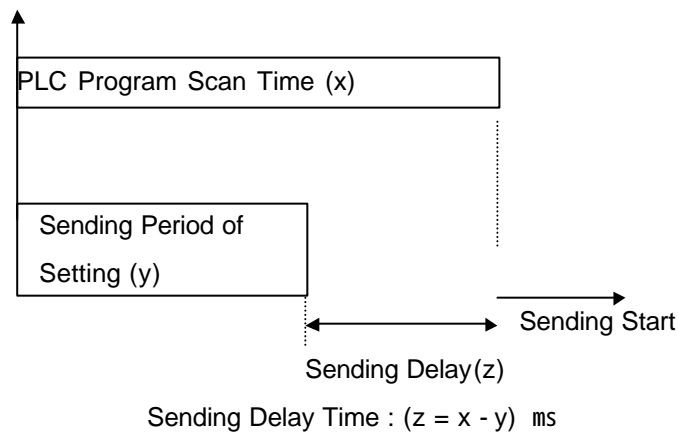 PLC Program Scan Time (x)
Sending Period of
Setting (y)
Sending Start
Sending Delay(z)
Sending Delay Time : (z = x - y) ms